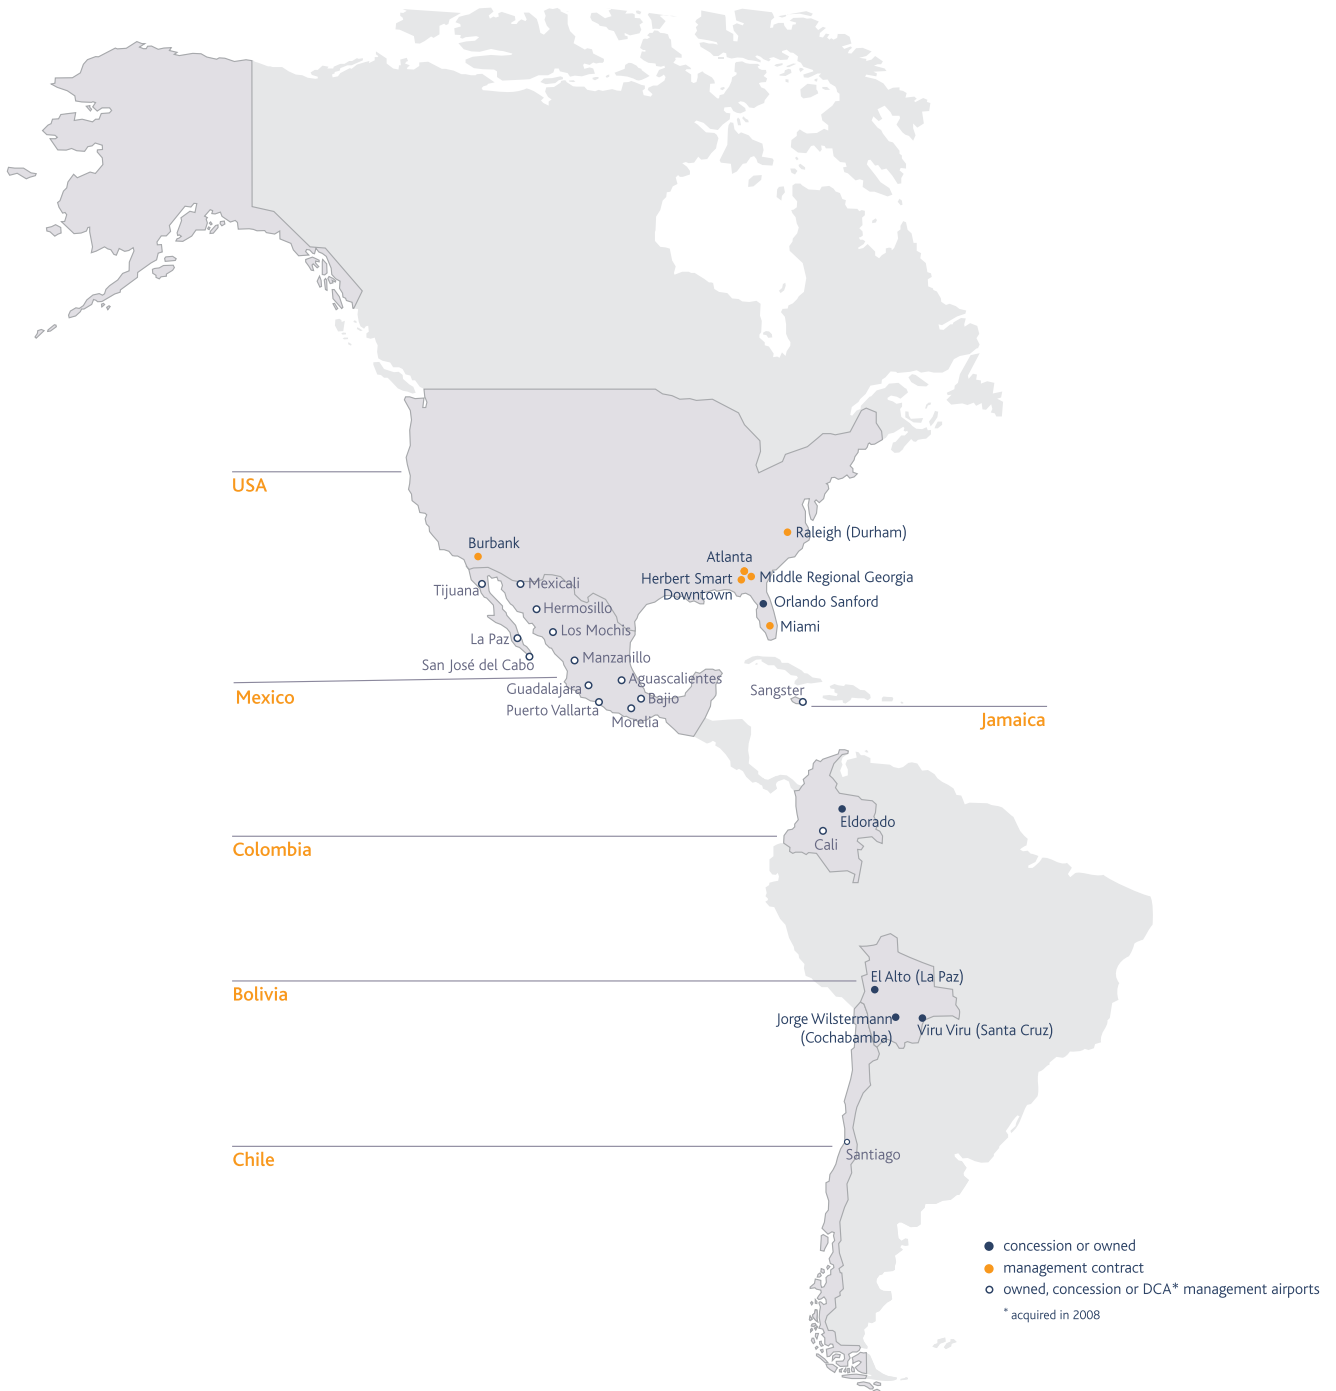 USA
Raleigh (Durham)
Burbank
Atlanta
Herbert Smart
Downtown
Middle Regional Georgia
Tijuana
Mexicali
Orlando Sanford
Hermosillo
Miami
La Paz
Los Mochis
San José del Cabo
Manzanillo
Mexico
Guadalajara
Aguascalientes
Puerto Vallarta
Bajio
Morelia
Sangster
Jamaica
Eldorado
Cali
Colombia
El Alto (La Paz)
Bolivia
Jorge Wilstermann
(Cochabamba)
Viru Viru (Santa Cruz)
Santiago
Chile
concession or owned
management contract
owned, concession or DCA* management airports
* acquired in 2008